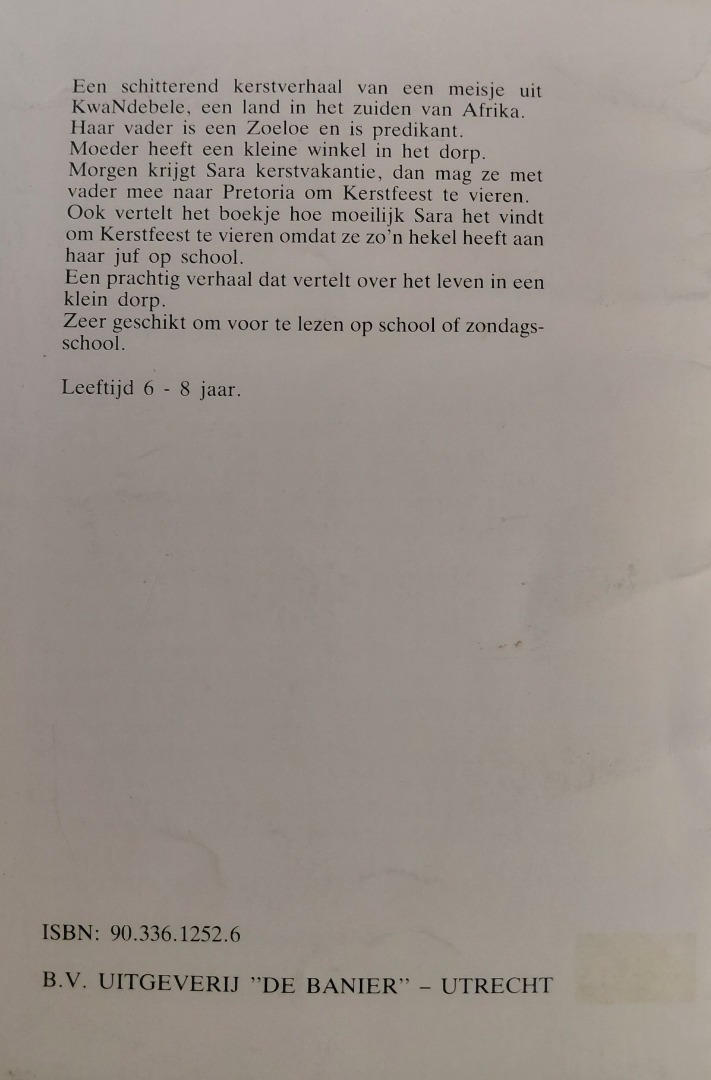 Een schitterend kerstverhaal van een meisje uit
KwaNdebele, een land in het zuiden van Afrika.
Haar vader is een Zoeloe en is predikant.
Moeder heeft een kleine winkel in het dorp.
Morgen krijgt Sara kerstvakantie, dan mag ze met
vader mee naar Pretoria om Kerstfeest te vieren.
Ook vertelt het boekje hoe moeilijk Sara het vindt
om Kerstfeest te vieren omdat ze zo'n hekel heeft aan
haar juf op school.
Een prachtig verhaal dat vertelt over het leven in een
klein dorp.
Zeer geschikt om voor te lezen op school of zondags-
school.
Leeftijd 6 - 8 jaar.
ISBN: 90.336.1252.6
B.V. UITGEVERIJ "DE BANIER" – UTRECHT